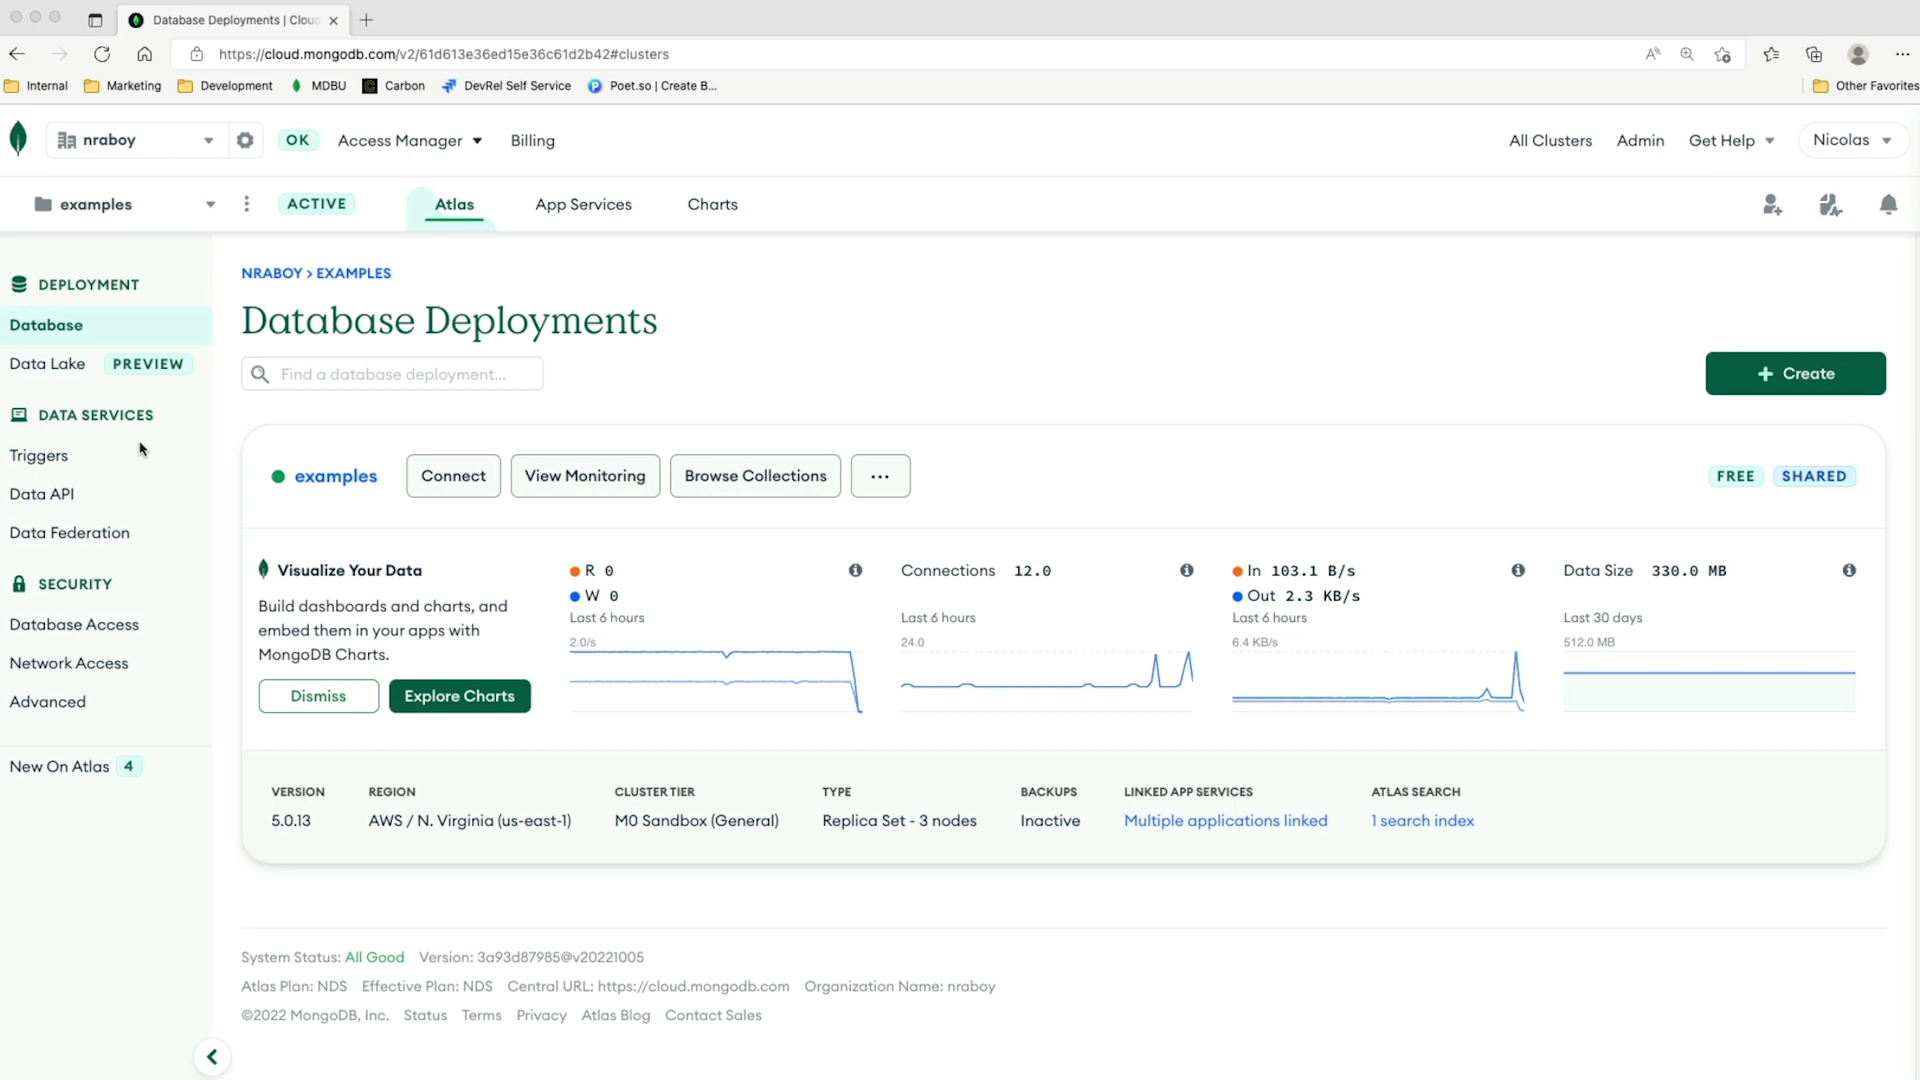 Database Deployments | Cloud
https://cloud.mongodb.com/v2/61d613e36ed15e36c61d2b42#clusters
Internal Marketing Development MDBU Carbon DevRel Self Service Poet.so | Create B... Other Favorites
nraboy OK Access Manager Billing All Clusters Admin Get Help Nicolas
examples ACTIVE Atlas App Services Charts
DEPLOYMENT
Database
Data Lake PREVIEW
DATA SERVICES
Triggers
Data API
Data Federation
SECURITY
Database Access
Network Access
Advanced
New On Atlas 4
NRABOY > EXAMPLES
Database Deployments
Find a database deployment...
+ Create
examples Connect View Monitoring Browse Collections ... FREE SHARED
Visualize Your Data
Build dashboards and charts, and
embed them in your apps with
MongoDB Charts.
Dismiss Explore Charts
R 0
W 0
Last 6 hours
2.0/s
Connections 12.0
Last 6 hours
24.0
In 103.1 B/s
Out 2.3 KB/s
Last 6 hours
6.4 KB/s
Data Size 330.0 MB
Last 30 days
512.0 MB
VERSION REGION CLUSTER TIER TYPE BACKUPS LINKED APP SERVICES ATLAS SEARCH
5.0.13 AWS / N. Virginia (us-east-1) M0 Sandbox (General) Replica Set - 3 nodes Inactive Multiple applications linked 1 search index
System Status: All Good Version: 3a93d87985@v20221005
Atlas Plan: NDS Effective Plan: NDS Central URL: https://cloud.mongodb.com Organization Name: nraboy
©2022 MongoDB, Inc. Status Terms Privacy Atlas Blog Contact Sales